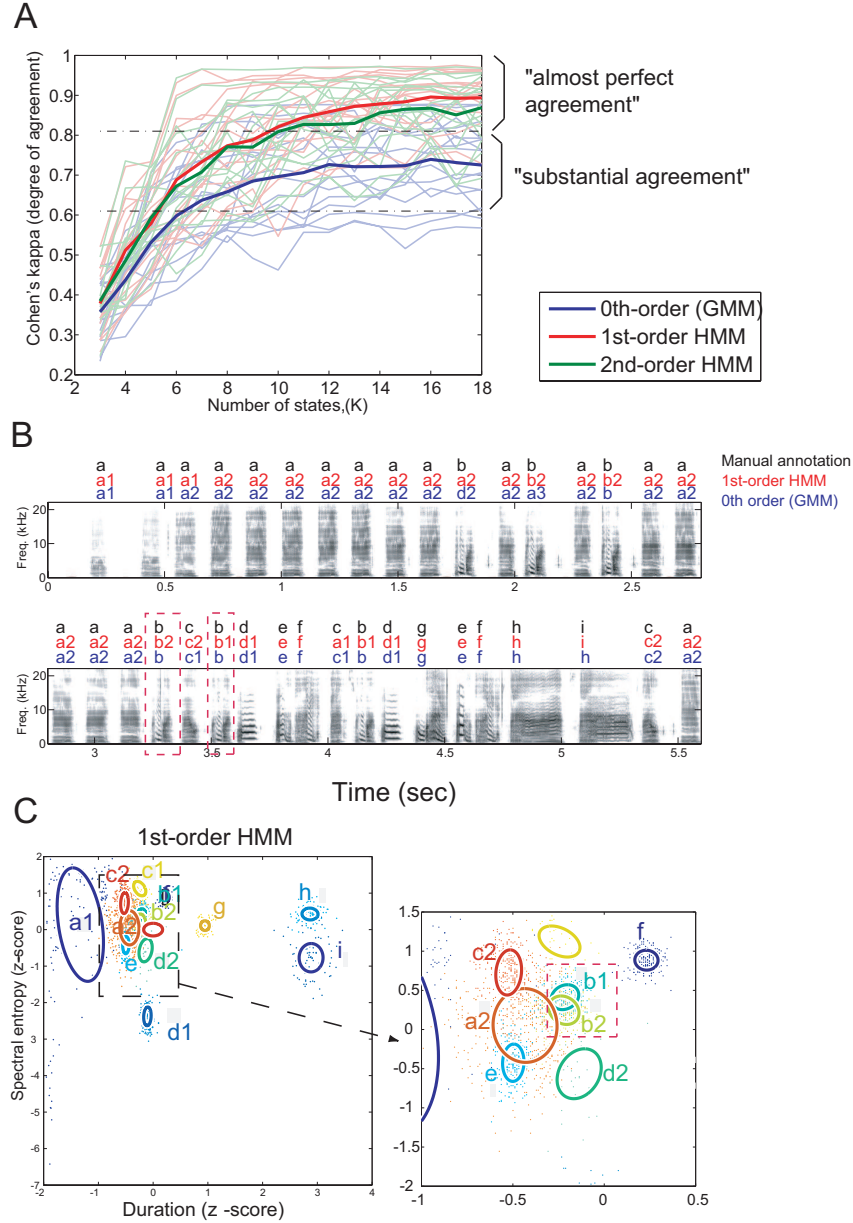 A
1
0.9
0.8
0.7
0.6
0.5
0.4
0.3
0.2
Cohen's kappa (degree of agreement)
2 4 6 8 10 12 14 16 18
Number of states,(K)
"almost perfect
agreement"
"substantial agreement"
0th-order (GMM)
1st-order HMM
2nd-order HMM
B
a a a a a a a a a a b a b a b a a
a1 a1 a1 a2 a2 a2 a2 a2 a2 a2 a2 a2 b2 a2 b2 a2 a2
a1 a1 a2 a2 a2 a2 a2 a2 a2 a2 d2 a2 a3 a2 b a2 a2
Manual annotation
1st-order HMM
0th order (GMM)
Freq. (kHz)
20
10
0
0 0.5 1 1.5 2 2.5
a a a b c b d e f c b d g e f h i c a
a2 a2 a2 b2 c2 b1 d1 e f a1 b1 d1 g e f h i c2 a2
a2 a2 a2 b c1 b d1 e f c1 b d1 g e f h h c2 a2
Freq. (kHz)
20
10
0
3 3.5 4 4.5 5 5.5
Time (sec)
C
1st-order HMM
2
1
0
-1
-2
-3
-4
-5
-6
-7
Spectral entropy (z-score)
-2 -1 0 1 2 3 4
Duration (z -score)
c2 c1
b1 f
a1 a2 b2 g h
e d2 i
d1
1.5
1
0.5
0
-0.5
-1
-1.5
-2
-1 -0.5 0 0.5
f
c2
b1
a2 b2
e d2